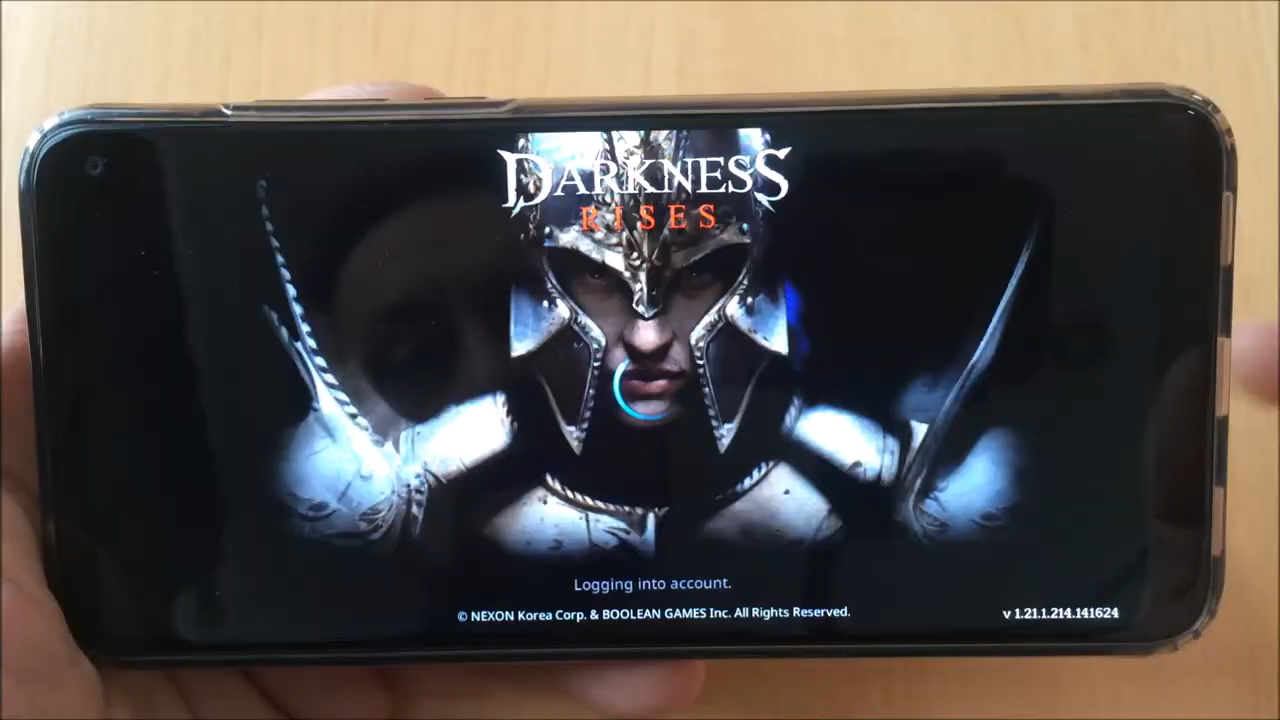 DARKNESS
RISES
Logging into account.
© NEXON Korea Corp. & BOOLEAN GAMES Inc. All Rights Reserved.
v 1.21.1.214.141624